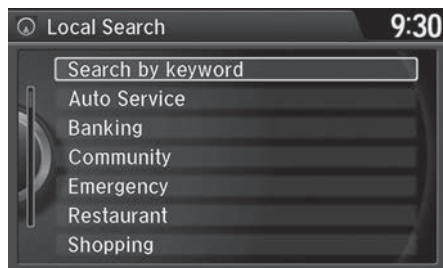 Local Search
9:30
Search by keyword
Auto Service
Banking
Community
Emergency
Restaurant
Shopping